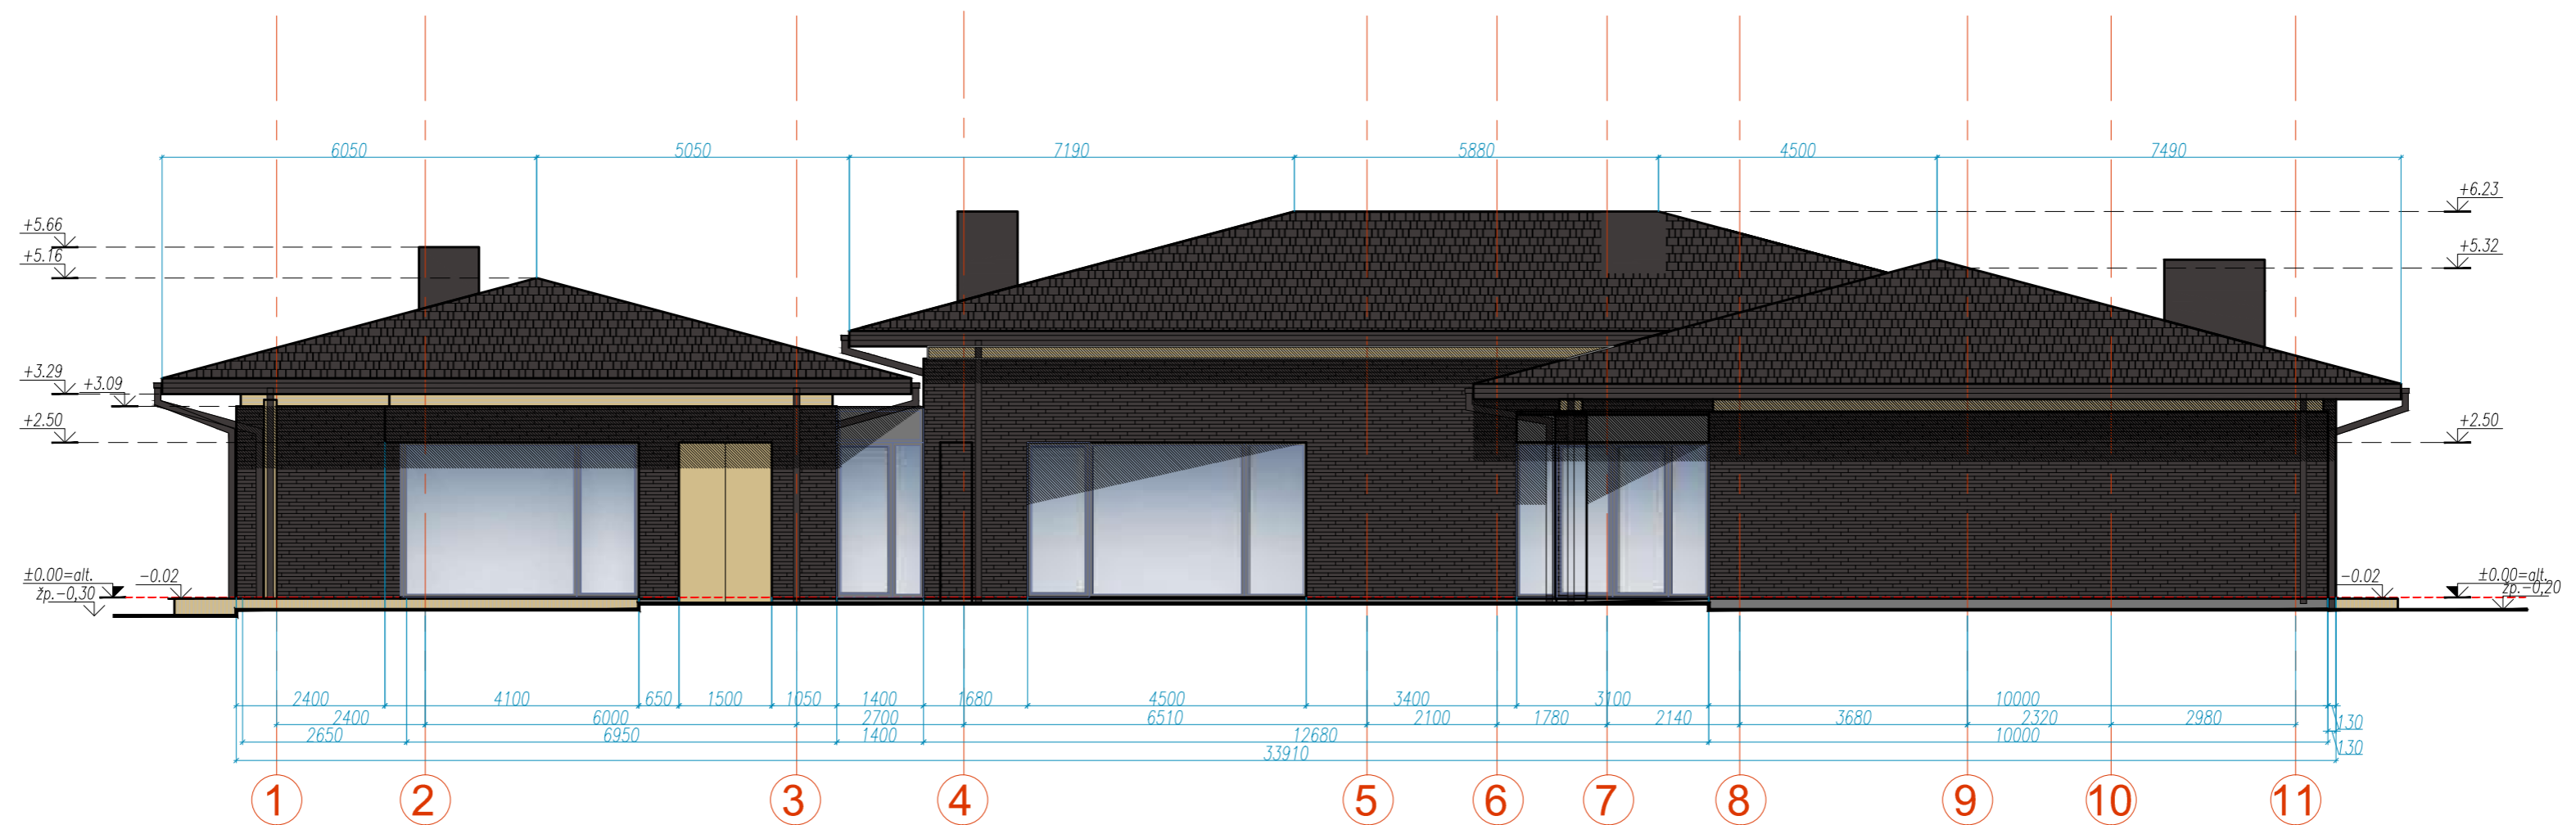 6050 5050 7190 5880 4500 7490
+6.23
+5.66
+5.32
+5.16
+3.29 +3.09
+2.50 +2.50
±0.00=alt. -0.02 -0.02 ±0.00=alt.
žp.-0,30 žp.-0,20
2400 4100 650 1500 1050 1400 1680 4500 3400 3100 10000
2400 6000 2700 6510 2100 1780 2140 3680 2320 2980 130
2650 6950 1400 12680 10000 130
33910
1 2 3 4 5 6 7 8 9 10 11